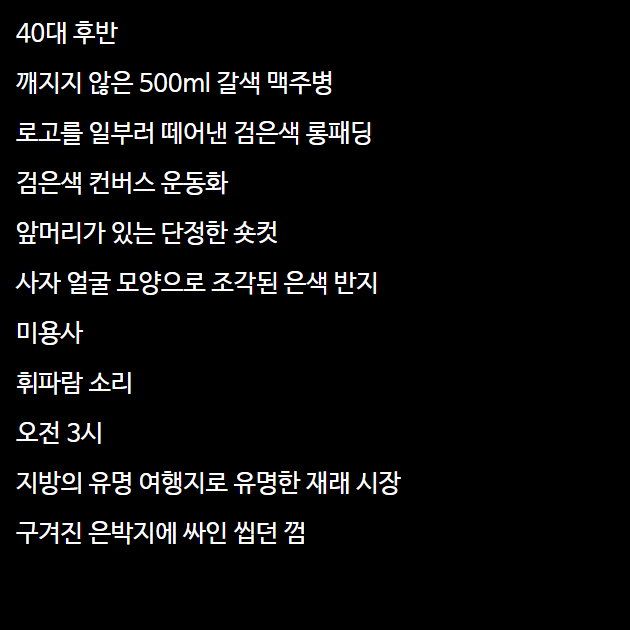 40대 후반
깨지지 않은 500ml 갈색 맥주병
로고를 일부러 떼어낸 검은색 롱패딩
검은색 컨버스 운동화
앞머리가 있는 단정한 숏컷
사자 얼굴 모양으로 조각된 은색 반지
미용사
휘파람 소리
오전 3시
지방의 유명 여행지로 유명한 재래 시장
구겨진 은박지에 싸인 씹던 껌